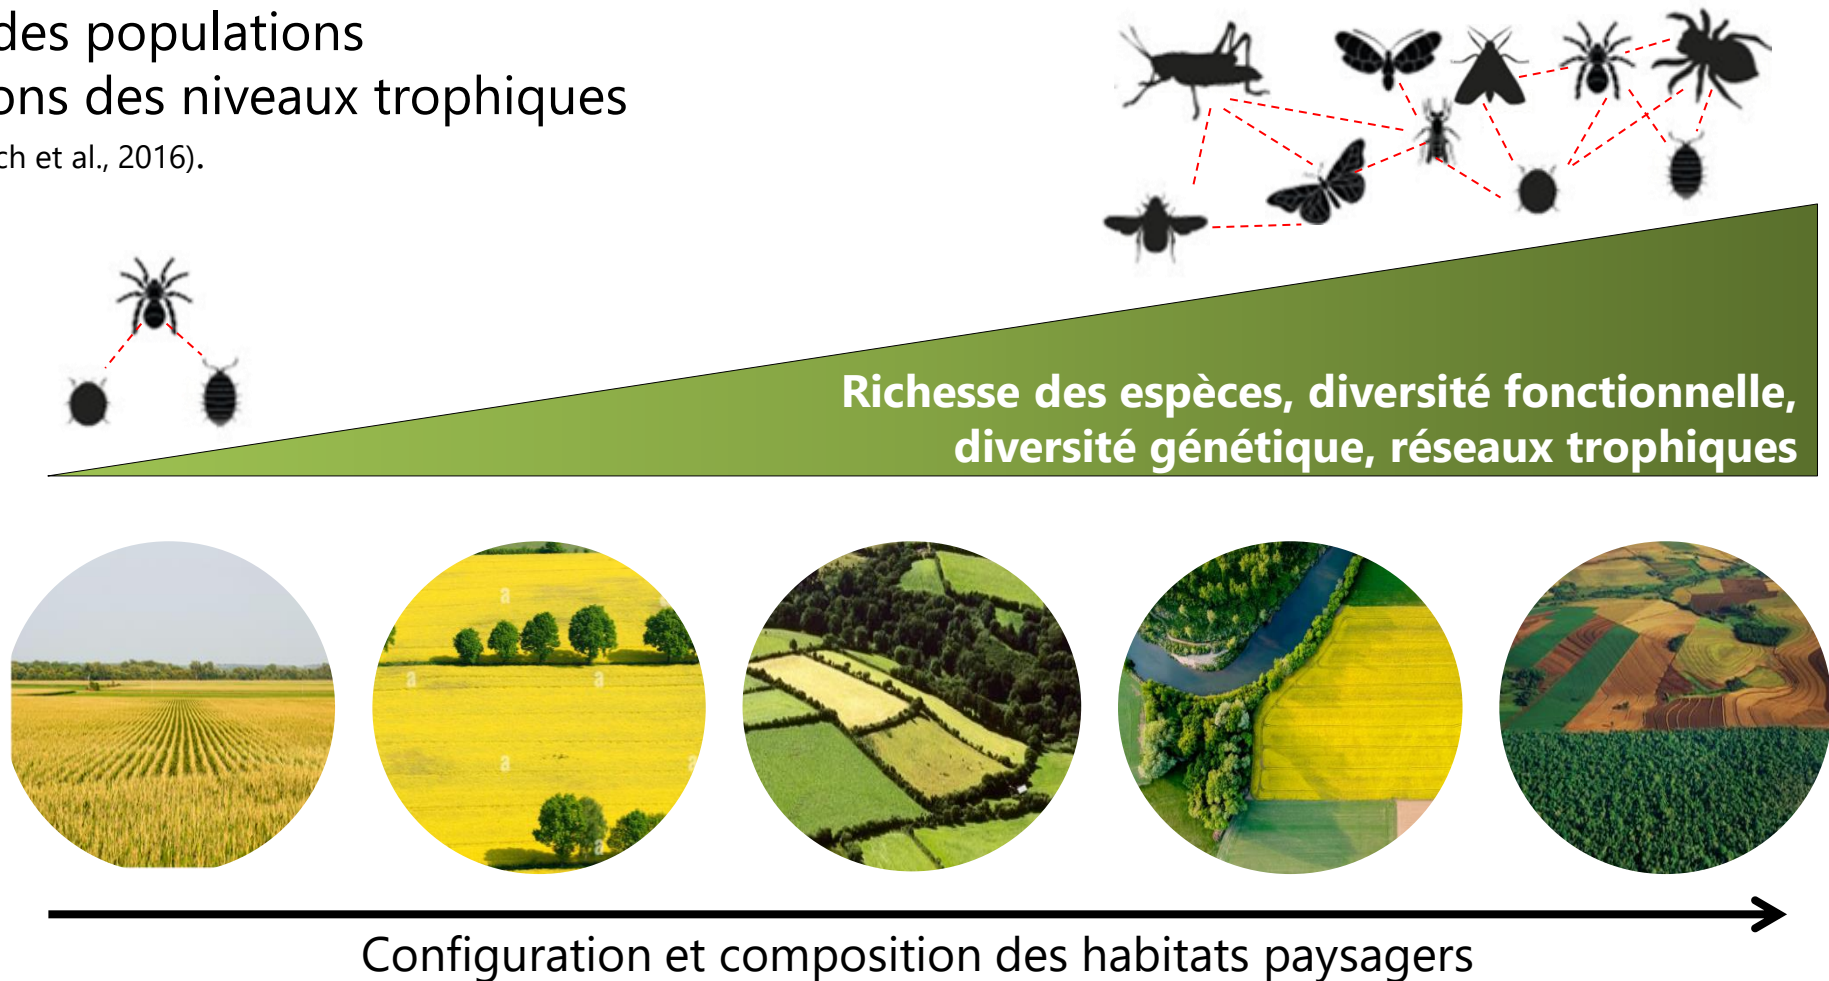 des populations
ons des niveaux trophiques
ch et al., 2016).
Richesse des espèces, diversité fonctionnelle,
diversité génétique, réseaux trophiques
a
a
a
a
a
Configuration et composition des habitats paysagers